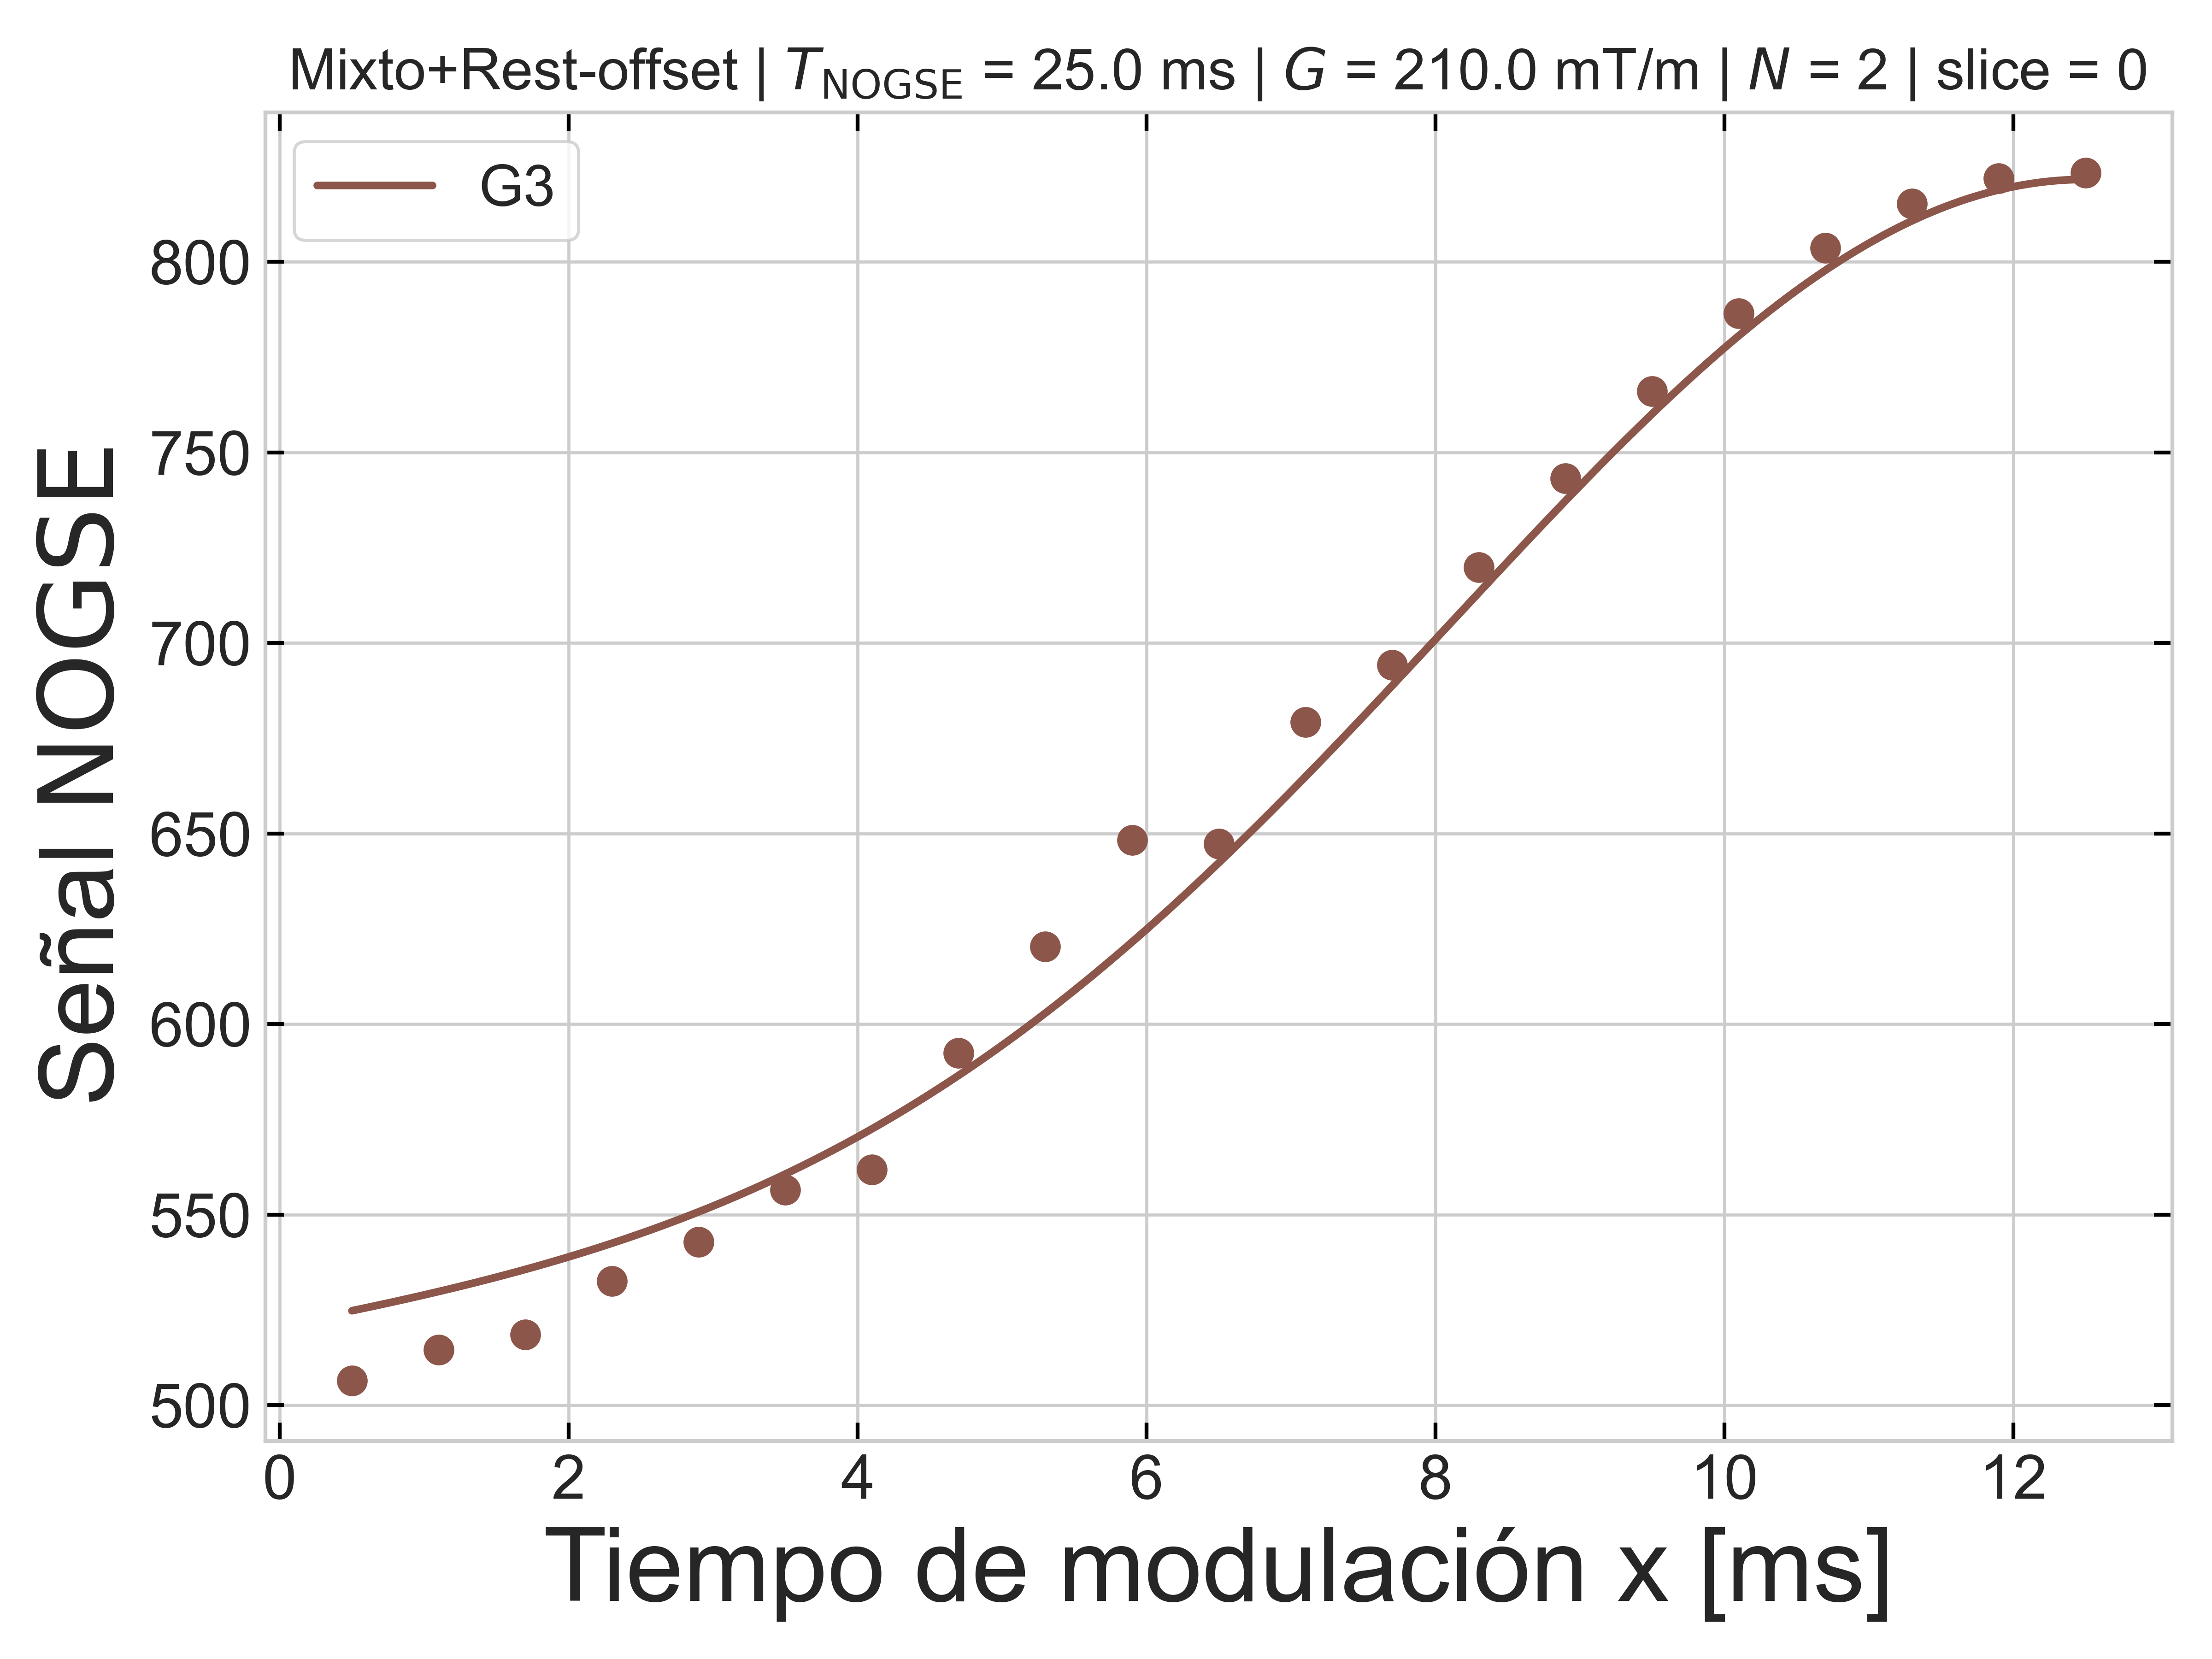 Mixto+Rest-offset | T_NOGSE = 25.0 ms | G = 210.0 mT/m | N = 2 | slice = 0
G3
Señal NOGSE
800
750
700
650
600
550
500
0 2 4 6 8 10 12
Tiempo de modulación x [ms]